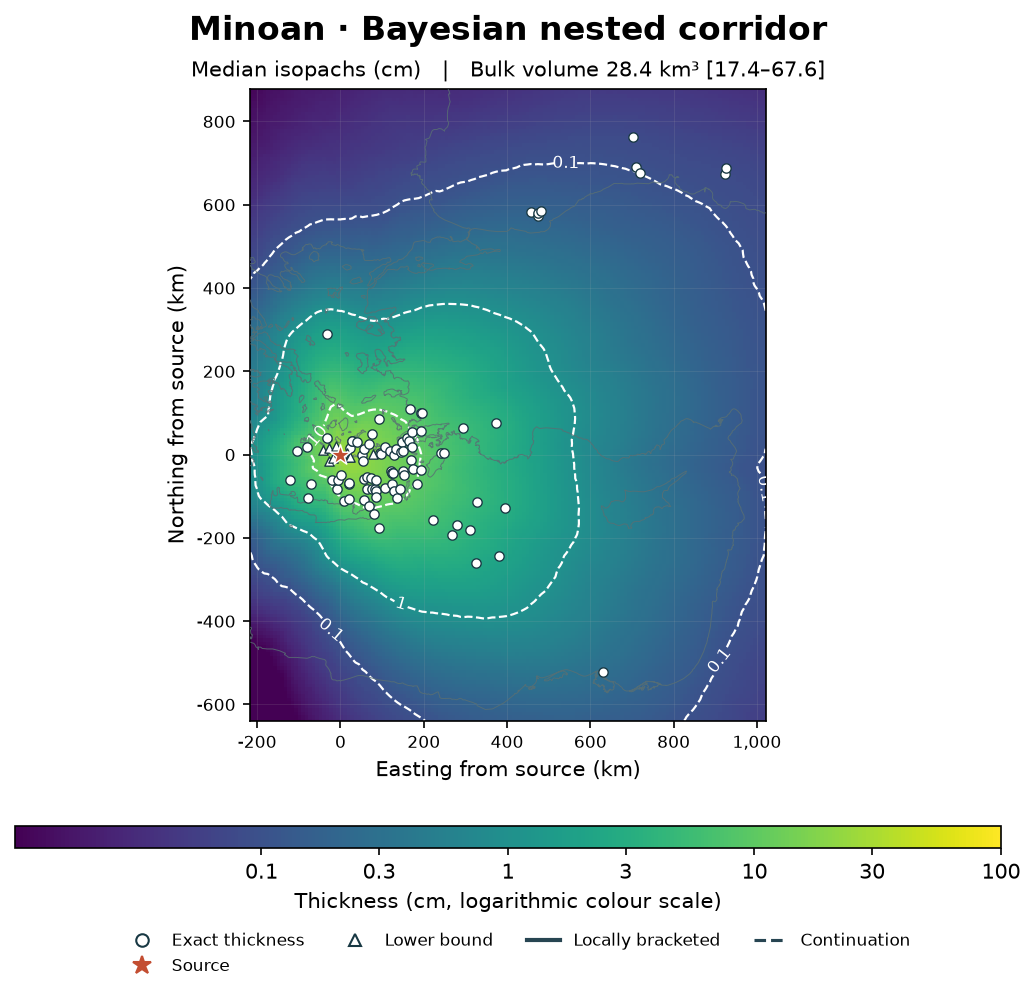 Minoan · Bayesian nested corridor
Median isopachs (cm) | Bulk volume 28.4 km³ [17.4–67.6]
800
600
400
200
0
-200
-400
-600
Northing from source (km)
0.1
10
1
0.1
0.1
0.1
-200 0 200 400 600 800 1,000
Easting from source (km)
0.1 0.3 1 3 10 30 100
Thickness (cm, logarithmic colour scale)
Exact thickness Lower bound Locally bracketed Continuation
Source